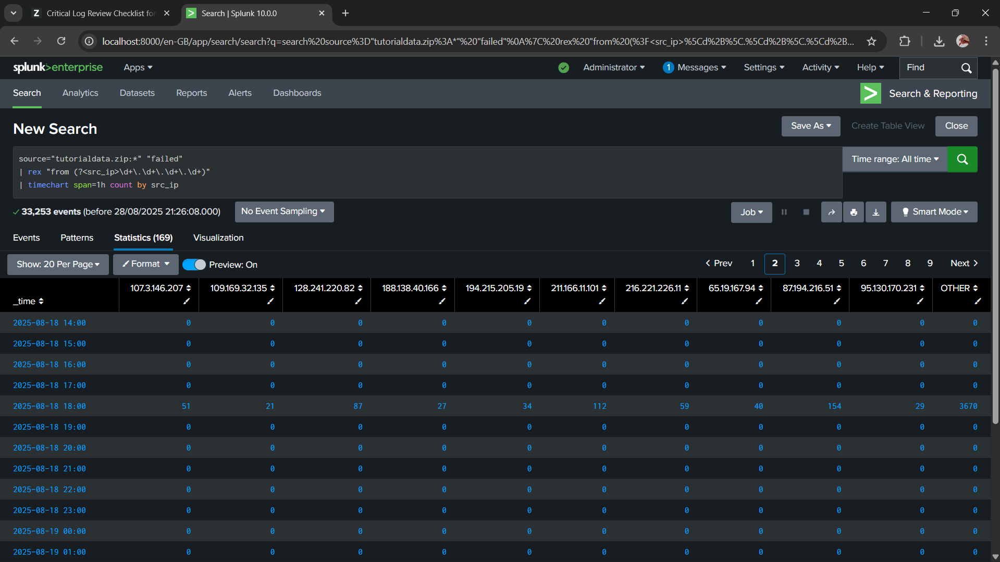 Critical Log Review Checklist for
Search | Splunk 10.0.0
localhost:8000/en-GB/app/search/search?q=search%20source%3D"tutorialdata.zip%3A*"%20"failed"%0A%7C%20rex%20"from%20(%3F<src_ip>%5Cd%2B%5C.%5Cd%2B%5C.%5Cd%2B...
splunk>enterprise Apps Administrator 1 Messages Settings Activity Help Find
Search Analytics Datasets Reports Alerts Dashboards > Search & Reporting
New Search Save As Create Table View Close
source="tutorialdata.zip:*" "failed" Time range: All time
| rex "from (?<src_ip>\d+\.\d+\.\d+\.\d+)"
| timechart span=1h count by src_ip
33,253 events (before 28/08/2025 21:26:08.000) No Event Sampling Job Smart Mode
Events Patterns Statistics (169) Visualization
Show: 20 Per Page Format Preview: On < Prev 1 2 3 4 5 6 7 8 9 Next >
_time 107.3.146.207 109.169.32.135 128.241.220.82 188.138.40.166 194.215.205.19 211.166.11.101 216.221.226.11 65.19.167.94 87.194.216.51 95.130.170.231 OTHER
2025-08-18 14:00 0 0 0 0 0 0 0 0 0 0 0
2025-08-18 15:00 0 0 0 0 0 0 0 0 0 0 0
2025-08-18 16:00 0 0 0 0 0 0 0 0 0 0 0
2025-08-18 17:00 0 0 0 0 0 0 0 0 0 0 0
2025-08-18 18:00 51 21 87 27 34 112 59 40 154 29 3670
2025-08-18 19:00 0 0 0 0 0 0 0 0 0 0 0
2025-08-18 20:00 0 0 0 0 0 0 0 0 0 0 0
2025-08-18 21:00 0 0 0 0 0 0 0 0 0 0 0
2025-08-18 22:00 0 0 0 0 0 0 0 0 0 0 0
2025-08-18 23:00 0 0 0 0 0 0 0 0 0 0 0
2025-08-19 00:00 0 0 0 0 0 0 0 0 0 0 0
2025-08-19 01:00 0 0 0 0 0 0 0 0 0 0 0